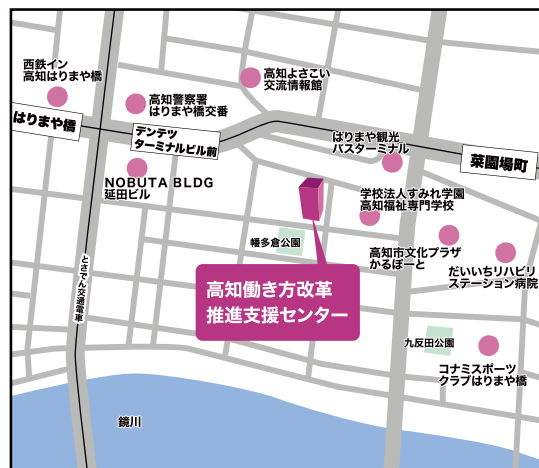 西鉄イン
高知はりまや橋
高知よさこい
交流情報館
高知警察署
はりまや橋交番
はりまや橋
デンテツ
ターミナルビル前
はりまや観光
バスターミナル
菜園場町
NOBUTA BLDG
延田ビル
学校法人すみれ学園
高知福祉専門学校
幡多倉公園
高知市文化プラザ
かるぽーと
だいいちリハビリ
ステーション病院
とさでん交通電車
高知働き方改革
推進支援センター
九反田公園
コナミスポーツ
クラブはりまや橋
鏡川